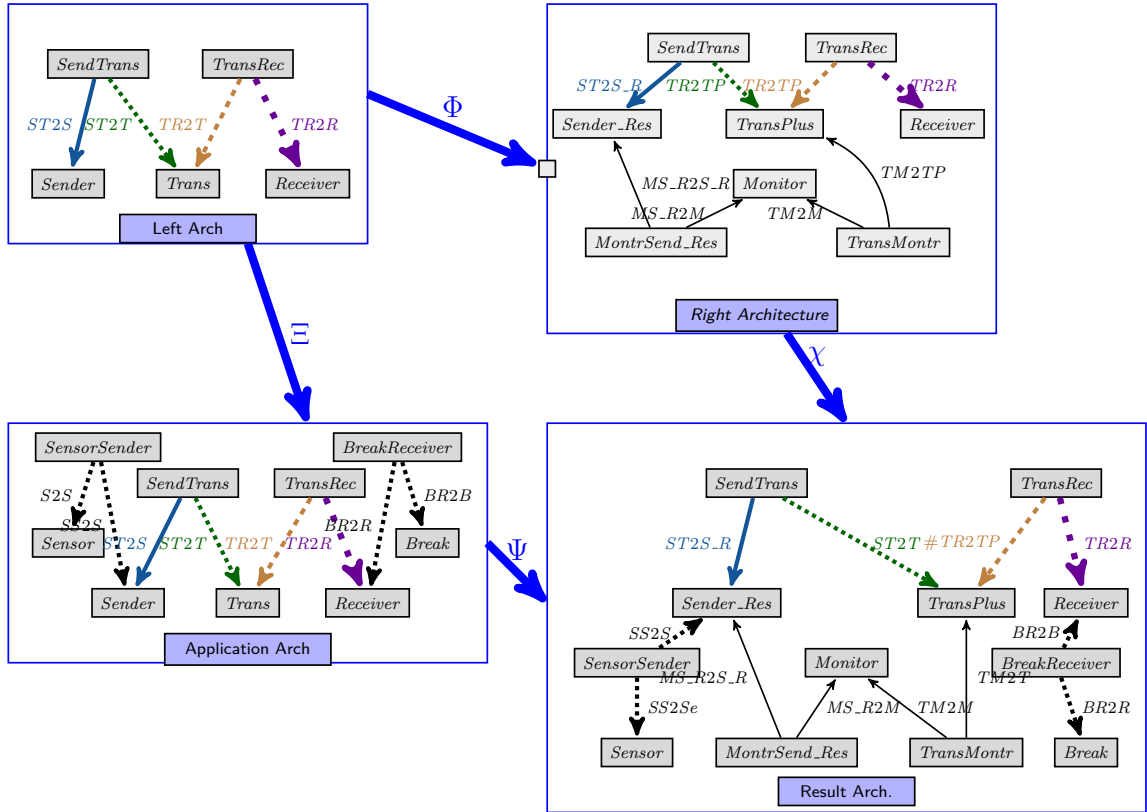 SendTrans
TransRec
ST2S
ST2T
TR2T
TR2R
Sender
Trans
Receiver
Left Arch
Φ
SendTrans
TransRec
ST2S_R
TR2TP
TR2TP
TR2R
Sender_Res
TransPlus
Receiver
TM2TP
MS_R2S_R
Monitor
MS_R2M
TM2M
MontrSend_Res
TransMontr
Right Architecture
Ξ
χ
SensorSender
BreakReceiver
SendTrans
TransRec
S2S
SS2S
BR2B
BR2R
Sensor
ST2S
ST2T
TR2T
TR2R
Break
Sender
Trans
Receiver
Application Arch
Ψ
SendTrans
TransRec
ST2S_R
ST2T#TR2TP
TR2R
Sender_Res
TransPlus
Receiver
SS2S
BR2B
SensorSender
Monitor
BreakReceiver
MS_R2S_R
TM2T
SS2Se
MS_R2M
TM2M
BR2R
Sensor
MontrSend_Res
TransMontr
Break
Result Arch.